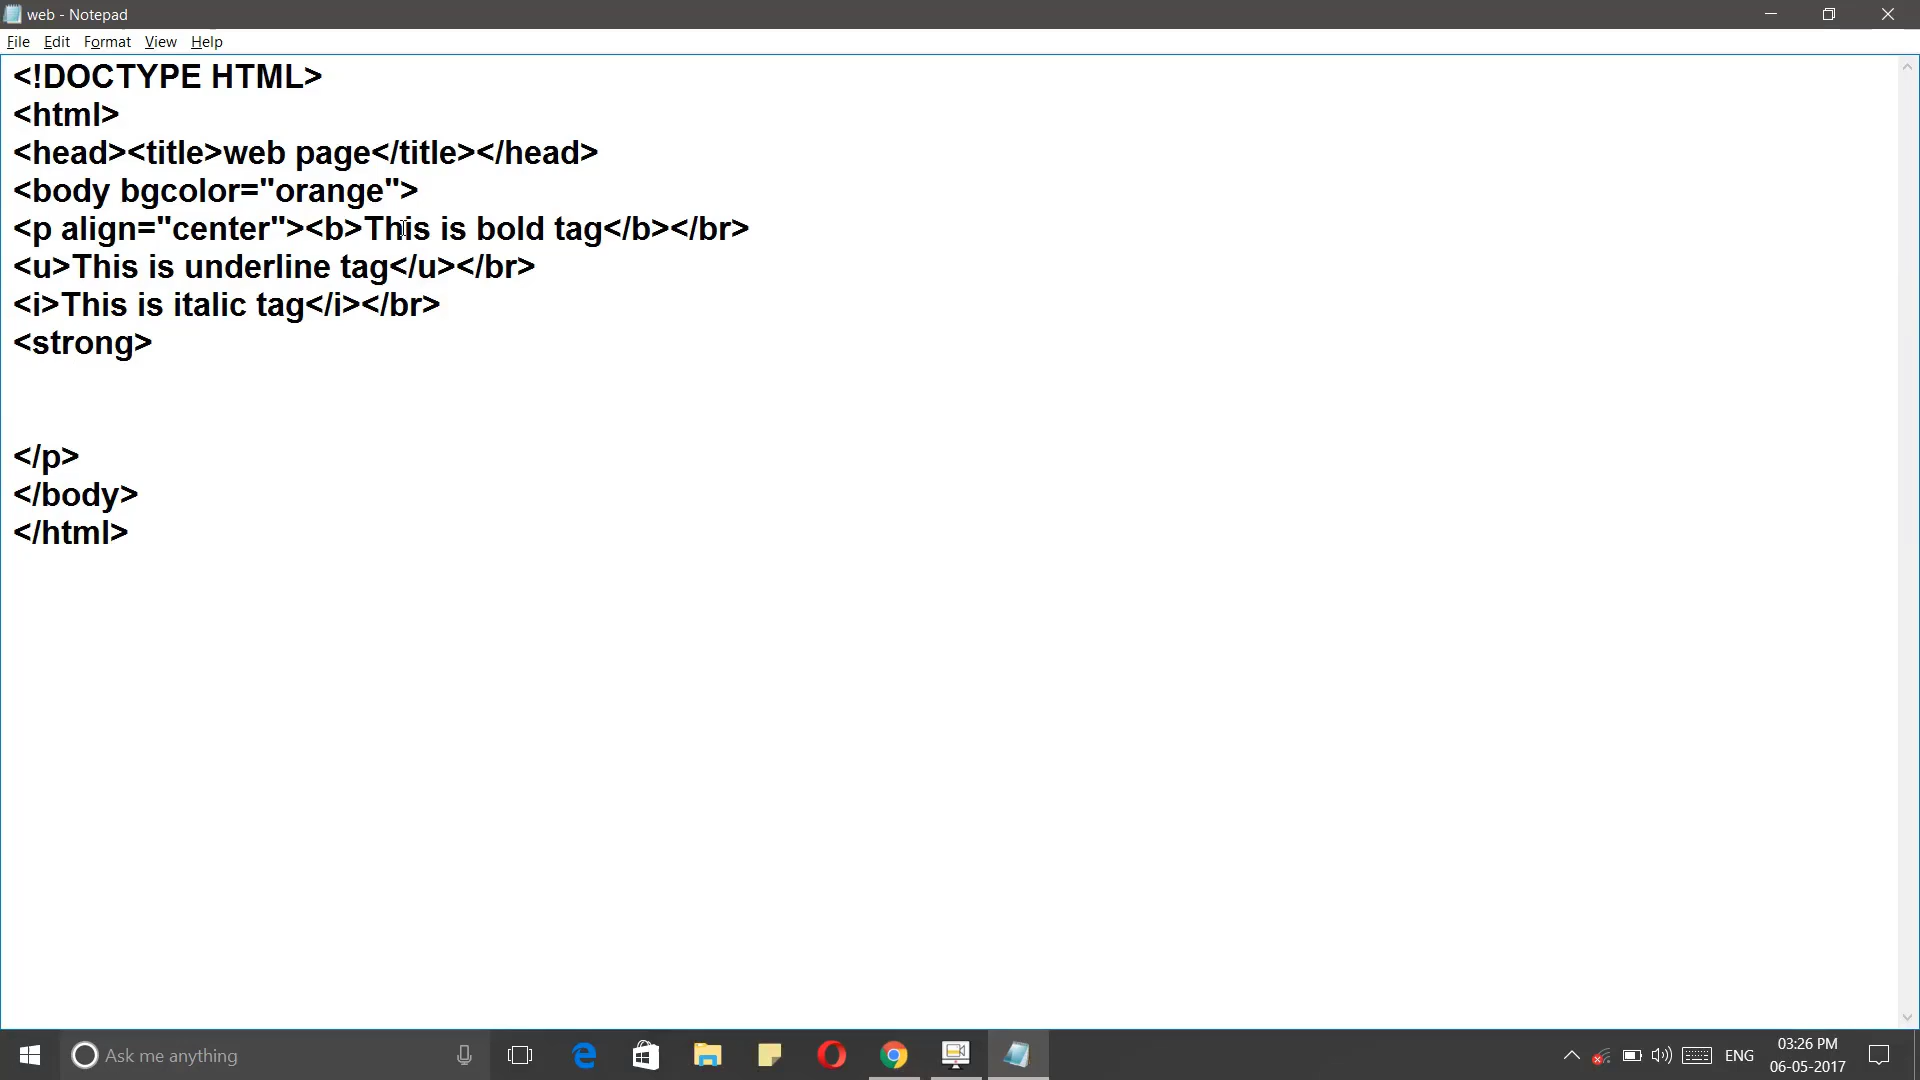 web - Notepad
File Edit Format View Help
<!DOCTYPE HTML>
<html>
<head><title>web page</title></head>
<body bgcolor="orange">
<p align="center"><b>This is bold tag</b></br>
<u>This is underline tag</u></br>
<i>This is italic tag</i></br>
<strong>
</p>
</body>
</html>
Ask me anything
ENG
03:26 PM
06-05-2017